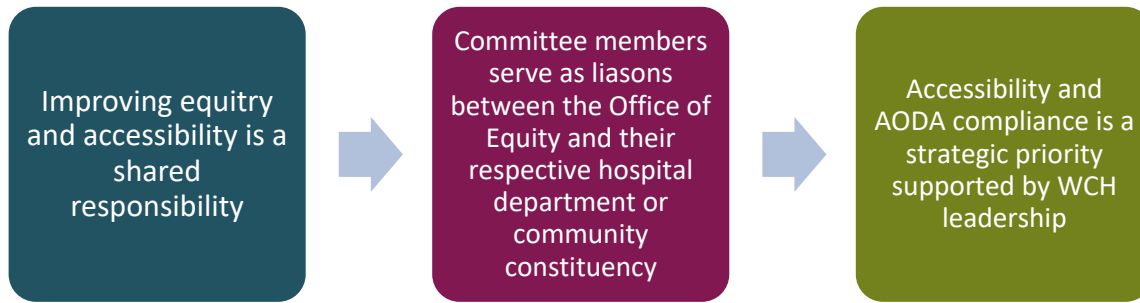 Improving equitry
and accessibility is a
shared
responsibility
Committee members
serve as liasons
between the Office of
Equity and their
respective hospital
department or
community
constituency
Accessibility and
AODA compliance is a
strategic priority
supported by WCH
leadership